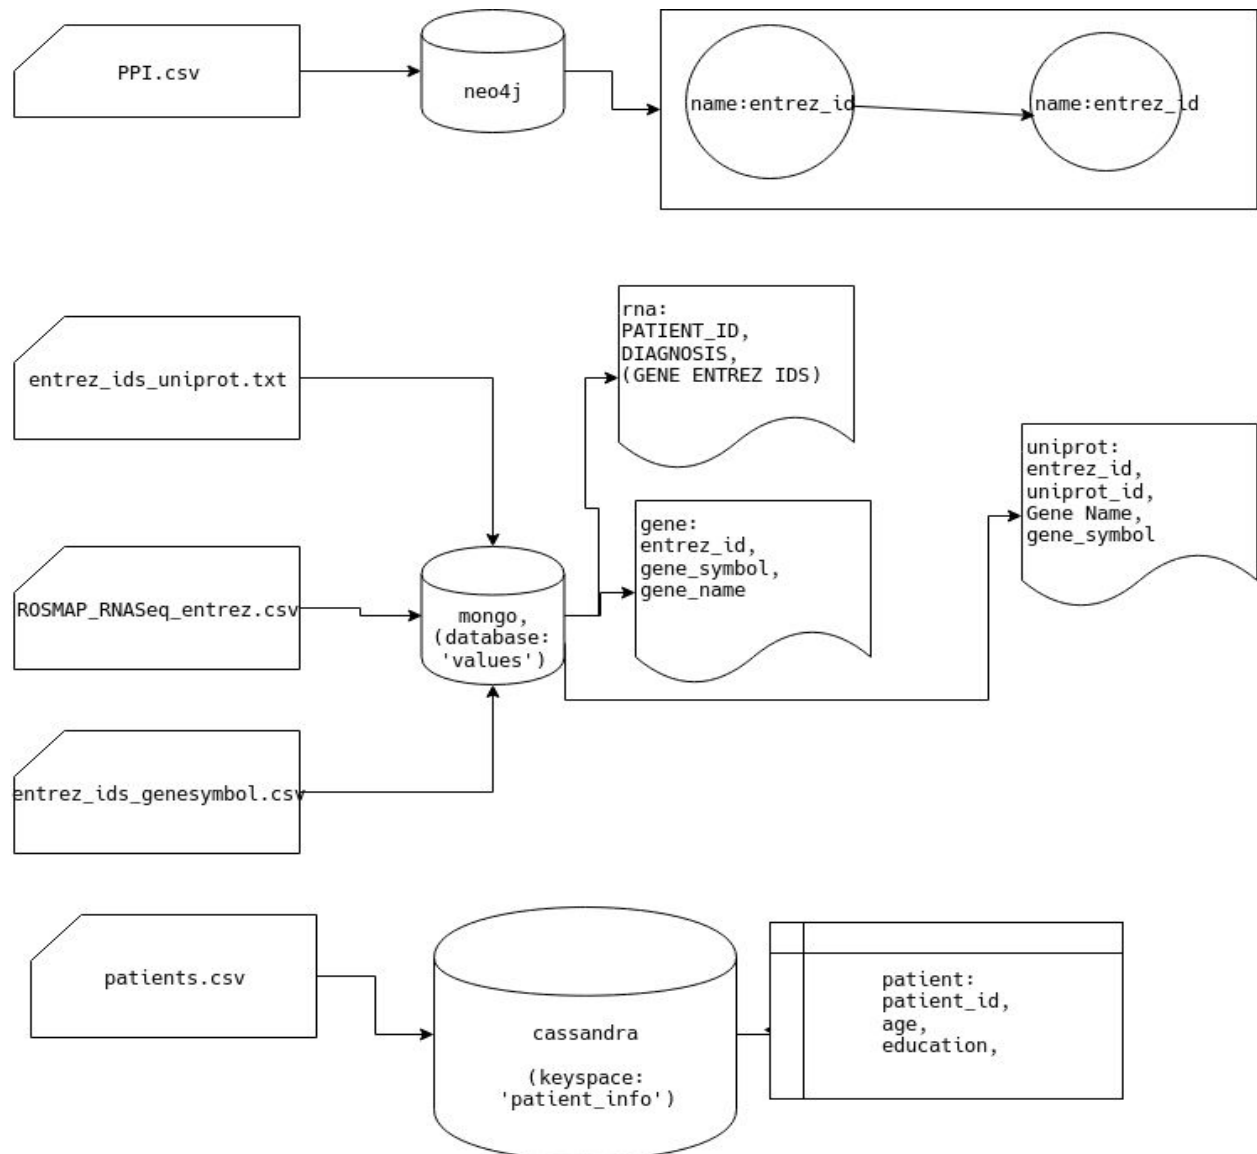 PPI.csv
neo4j
name:entrez_id
name:entrez_id
entrez_ids_uniprot.txt
rna:
PATIENT_ID,
DIAGNOSIS,
(GENE ENTREZ IDS)
uniprot:
entrez_id,
uniprot_id,
Gene Name,
gene_symbol
gene:
entrez_id,
gene_symbol,
gene_name
ROSMAP_RNASeq_entrez.csv
mongo,
(database:
'values')
entrez_ids_genesymbol.csv
patients.csv
cassandra
(keyspace:
'patient_info')
patient:
patient_id,
age,
education,